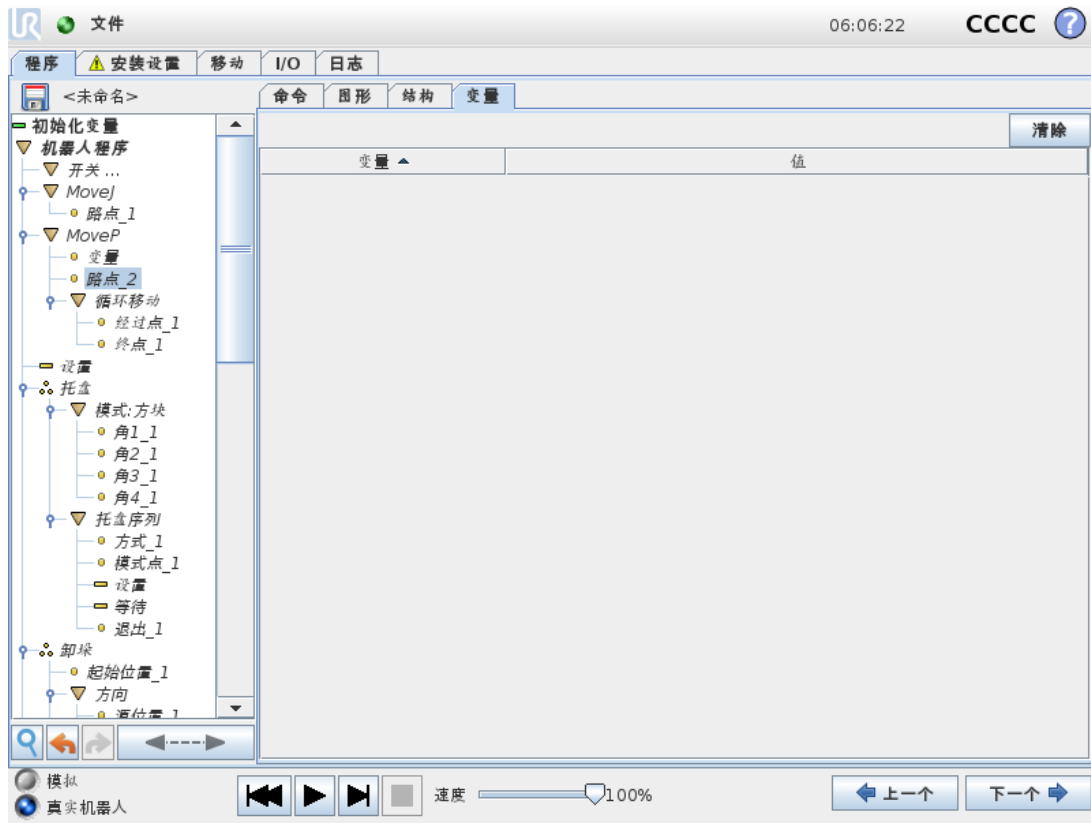 UR 文件 06:06:22 CCCC ?
程序 安装设置 移动 I/O 日志
<未命名> 命令 图形 结构 变量
初始化变量
清除
机器人程序
变量 值
开关 ...
MoveJ
路点_1
MoveP
变量
路点_2
循环移动
经过点_1
终点_1
设置
托盘
模式:方块
角1_1
角2_1
角3_1
角4_1
托盘序列
方式_1
模式点_1
设置
等待
退出_1
卸垛
起始位置_1
方向
源位置_1
模拟
真实机器人
速度 100%
上一个 下一个